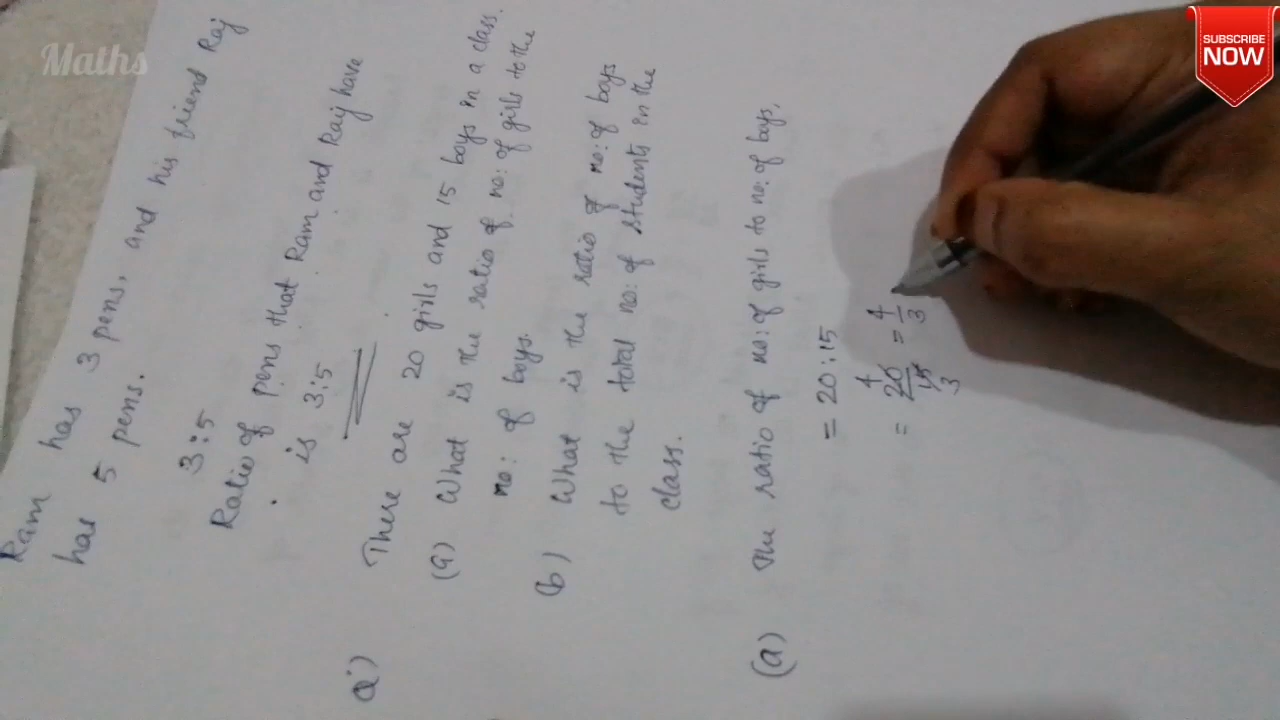 Maths
SUBSCRIBE
NOW
Ram has 3 pens, and his friend Raj
has 5 pens.
3:5
Ratio of pens that Ram and Raj have
is 3:5
Q) There are 20 girls and 15 boys in a class.
(a) What is the ratio of no: of girls to the
no: of boys.
(b) What is the ratio of no: of boys
to the total no: of students in the
class.
(a) The ratio of no: of girls to no: of boys,
= 20:15
4
= 20/15 = 4/3
3